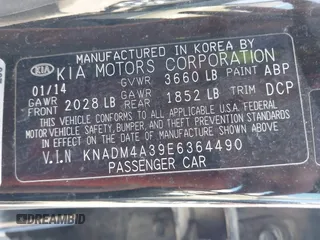 MANUFACTURED IN KOREA BY
KIA KIA MOTORS CORPORATION
01/14 GVWR 3660 LB PAINT ABP
GAWR FRONT 2028 LB GAWR REAR 1852 LB TRIM DCP
THIS VEHICLE CONFORMS TO ALL APPLICABLE U.S.A. FEDERAL
MOTOR VEHICLE SAFETY, BUMPER, AND THEFT PREVENTION
STANDARDS IN EFFECT ON THE DATE OF MANUFACTURE
SHOWN ABOVE.
V.I.N KNADM4A39E6364490
PASSENGER CAR
DREAMBID